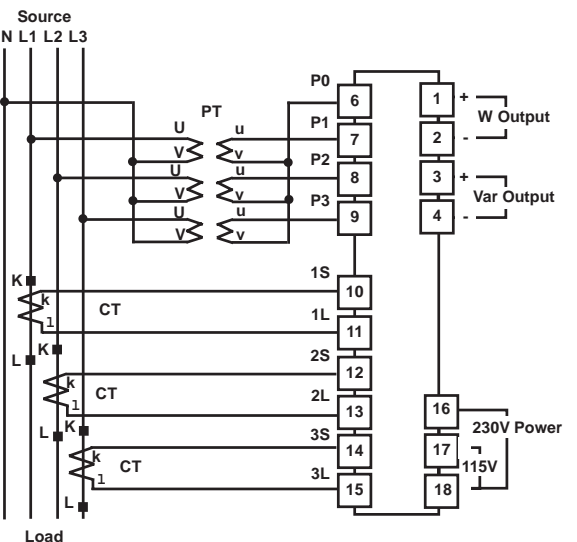 Source
N L1 L2 L3
P0
6
1
+
W Output
2
-
PT
U
u
P1
7
V
v
U
u
P2
8
3
+
Var Output
V
v
U
u
P3
9
4
-
V
v
K
k
CT
1S
10
l
1L
11
L
K
k
CT
2S
12
l
2L
13
L
K
k
CT
3S
14
l
3L
15
L
16
230V Power
17
115V
18
Load